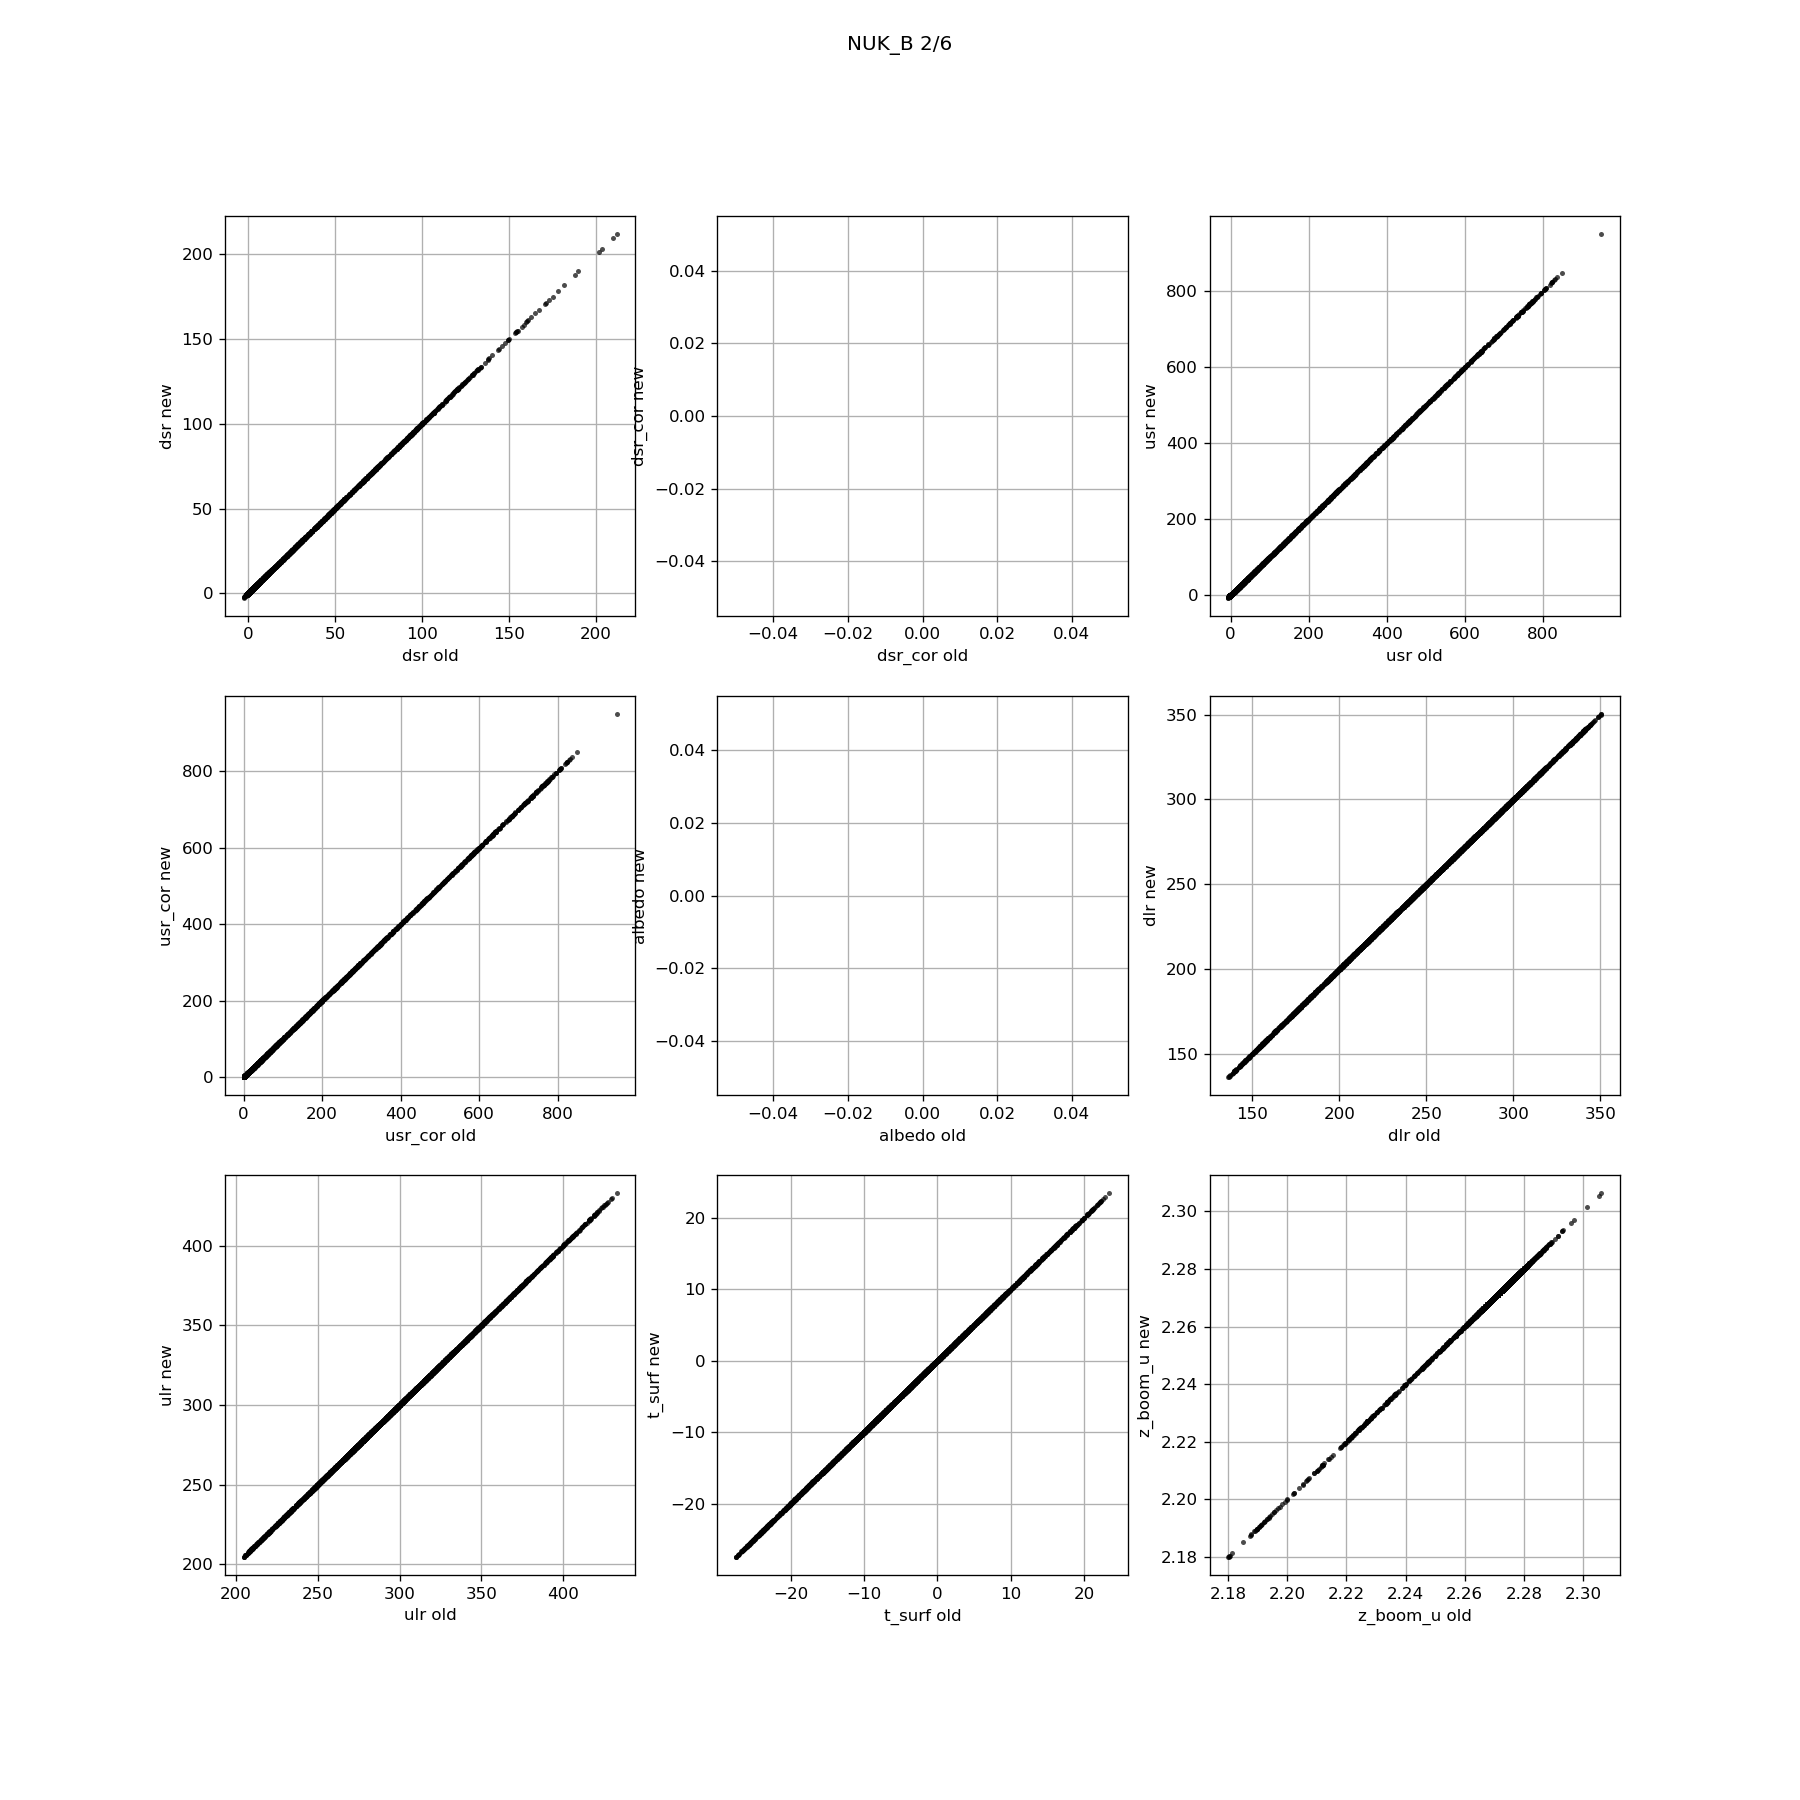 NUK_B 2/6
200
150
100
50
0
dsr new
0 50 100 150 200
dsr old
0.04
0.02
0.00
−0.02
−0.04
dsr_cor new
−0.04 −0.02 0.00 0.02 0.04
dsr_cor old
800
600
400
200
0
usr new
0 200 400 600 800
usr old
800
600
400
200
0
usr_cor new
0 200 400 600 800
usr_cor old
0.04
0.02
0.00
−0.02
−0.04
albedo new
−0.04 −0.02 0.00 0.02 0.04
albedo old
350
300
250
200
150
dlr new
150 200 250 300 350
dlr old
400
350
300
250
200
ulr new
200 250 300 350 400
ulr old
20
10
0
−10
−20
t_surf new
−20 −10 0 10 20
t_surf old
2.30
2.28
2.26
2.24
2.22
2.20
2.18
z_boom_u new
2.18 2.20 2.22 2.24 2.26 2.28 2.30
z_boom_u old